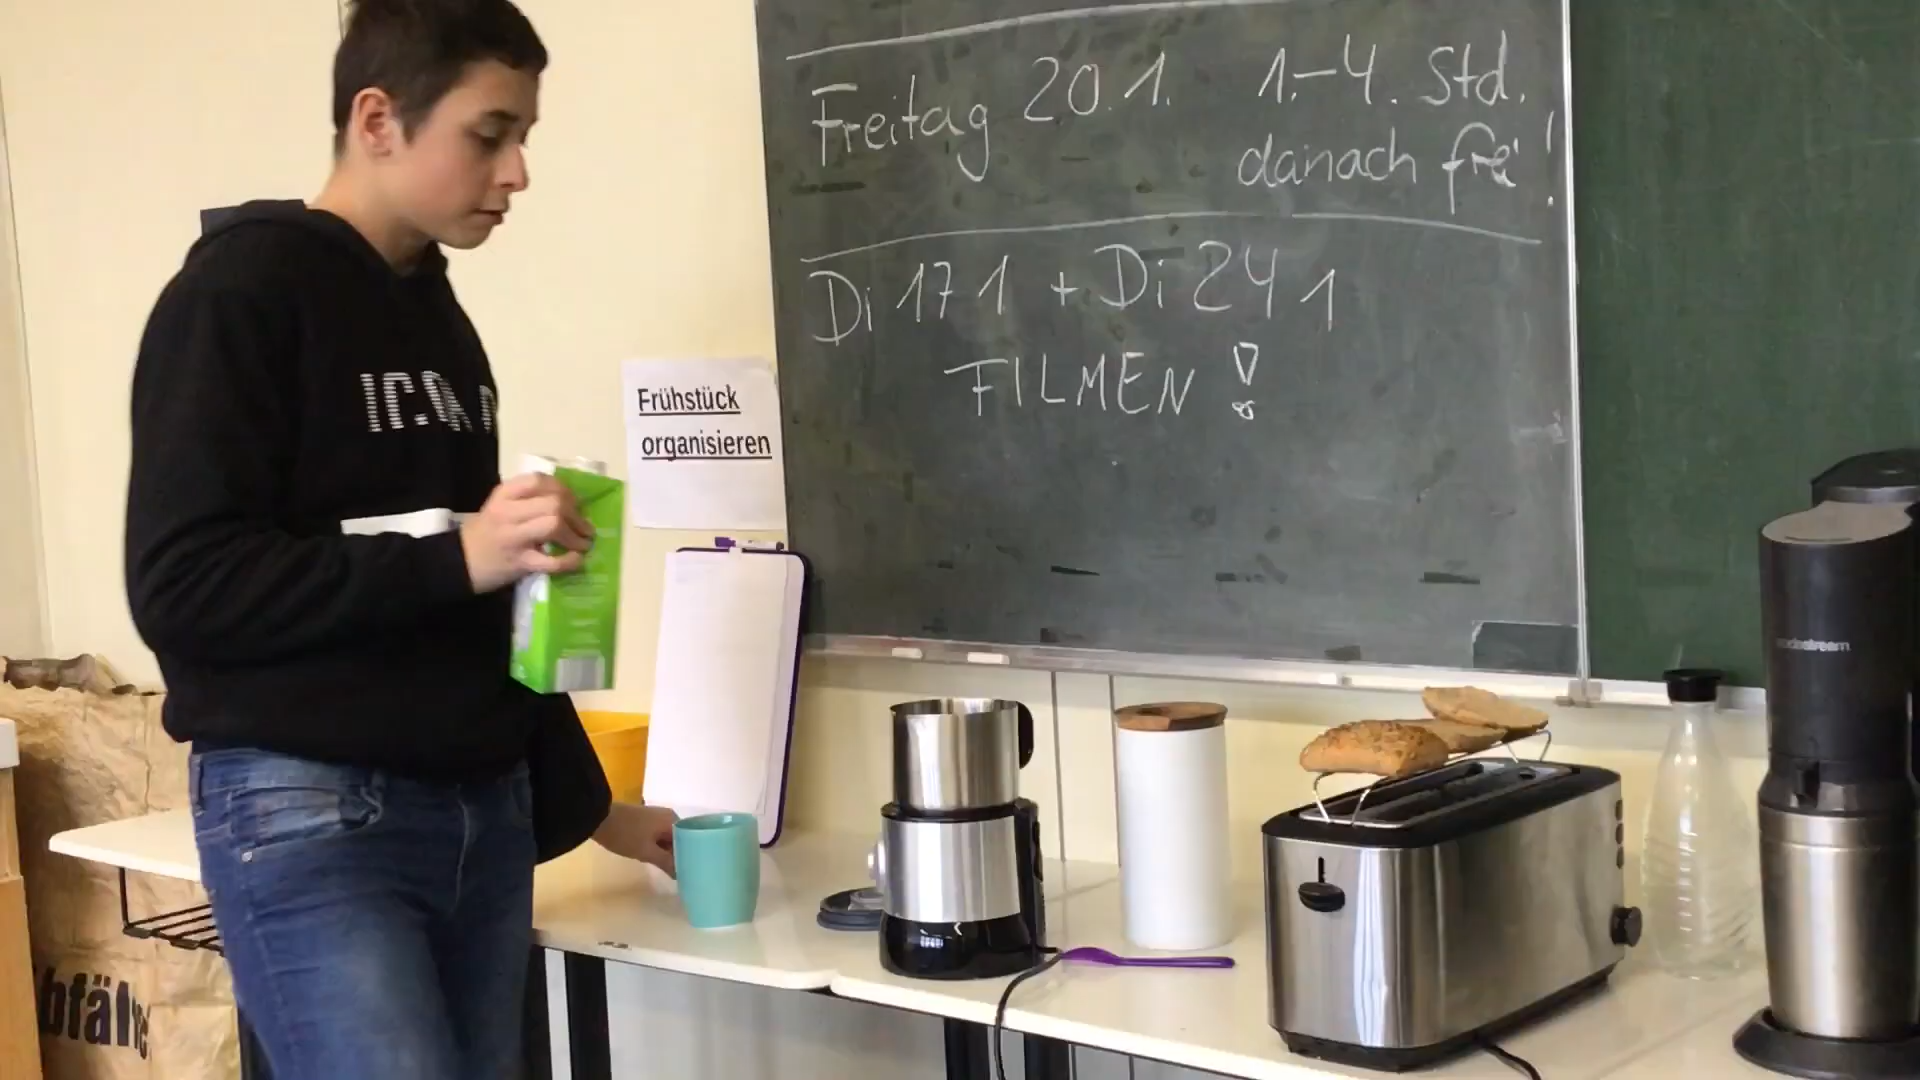 Freitag 20.1. 1.-4. Std.
danach frei!
Di 17 1 + Di 24 1
FILMEN !
Frühstück
organisieren
sodastream